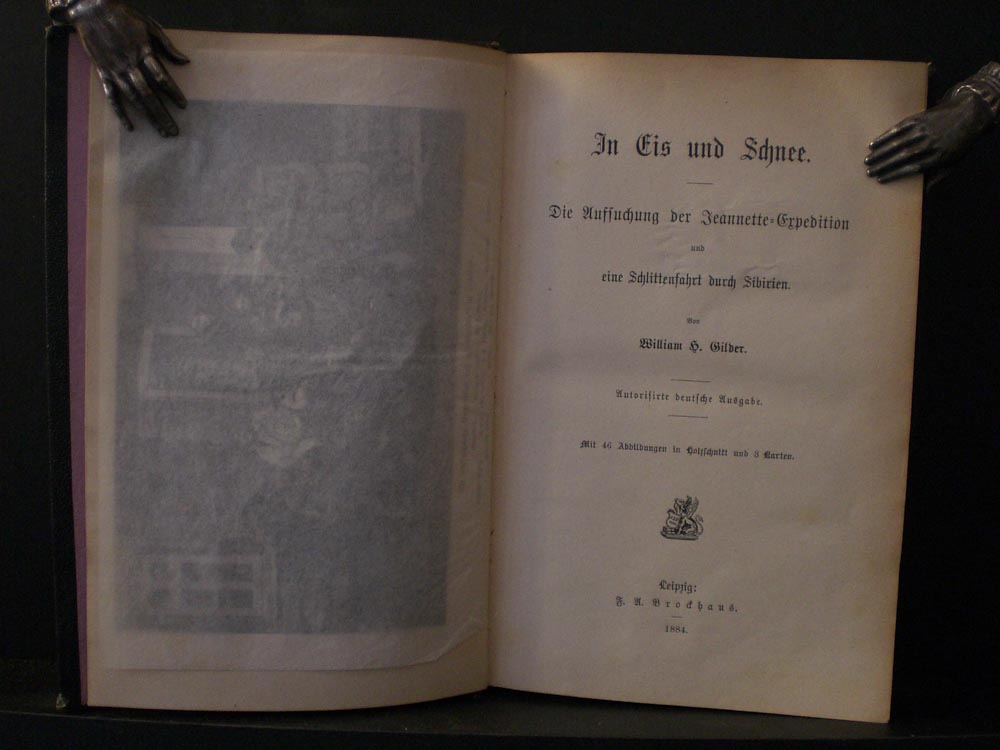 In Eis und Schnee.
Die Aufsuchung der Jeannette-Expedition
und
eine Schlittenfahrt durch Sibirien.
Von
William H. Gilder.
Autorisirte deutsche Ausgabe.
Mit 46 Abbildungen in Holzschnitt und 3 Karten.
Leipzig:
F. A. Brockhaus.
1884.